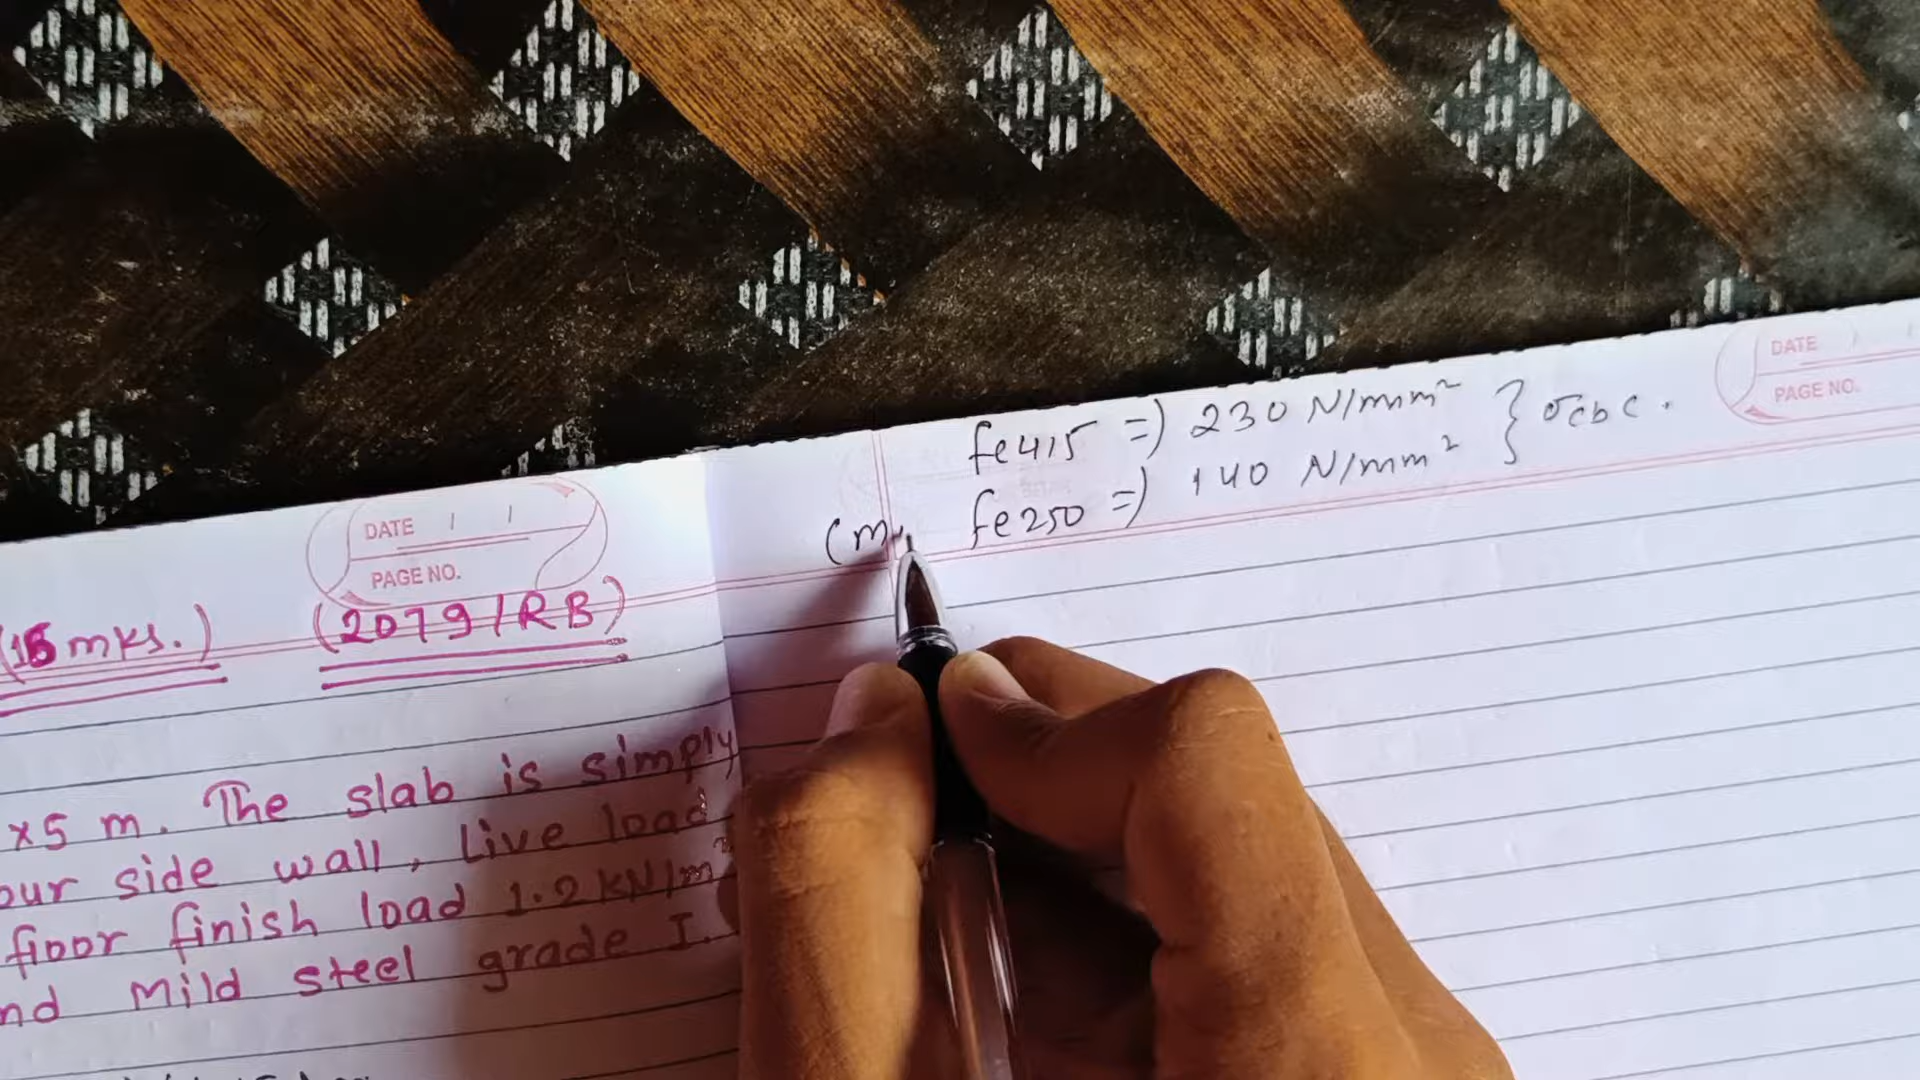 DATE
PAGE NO.
(15 mks.) (2079/RB)
x5 m. The slab is simply
our side wall, Live load
floor finish load 1.2 kN/m²
nd Mild steel grade I.
DATE
PAGE NO.
fe415 => 230 N/mm² } σcbc.
fe250 => 140 N/mm²
(m